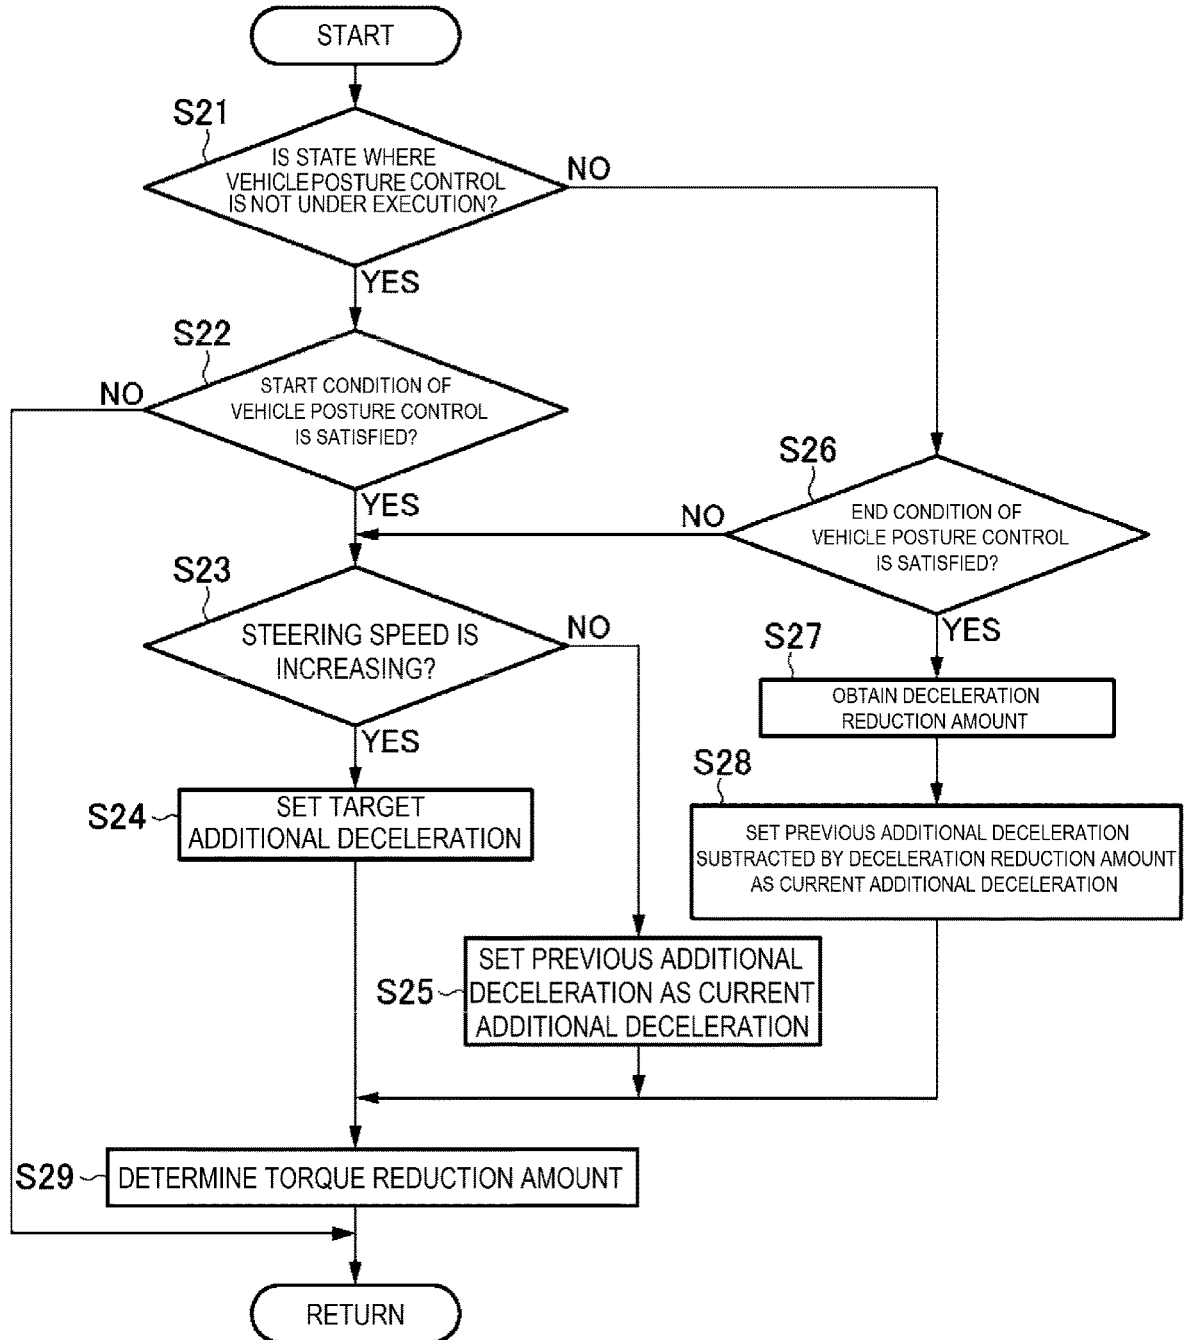 START
S21
IS STATE WHERE
VEHICLE POSTURE CONTROL
IS NOT UNDER EXECUTION?
NO
YES
S22
START CONDITION OF
VEHICLE POSTURE CONTROL
IS SATISFIED?
NO
YES
S26
END CONDITION OF
VEHICLE POSTURE CONTROL
IS SATISFIED?
NO
YES
S23
STEERING SPEED IS
INCREASING?
NO
YES
S27
OBTAIN DECELERATION
REDUCTION AMOUNT
S24
SET TARGET
ADDITIONAL DECELERATION
S28
SET PREVIOUS ADDITIONAL DECELERATION
SUBTRACTED BY DECELERATION REDUCTION AMOUNT
AS CURRENT ADDITIONAL DECELERATION
S25
SET PREVIOUS ADDITIONAL
DECELERATION AS CURRENT
ADDITIONAL DECELERATION
S29
DETERMINE TORQUE REDUCTION AMOUNT
RETURN